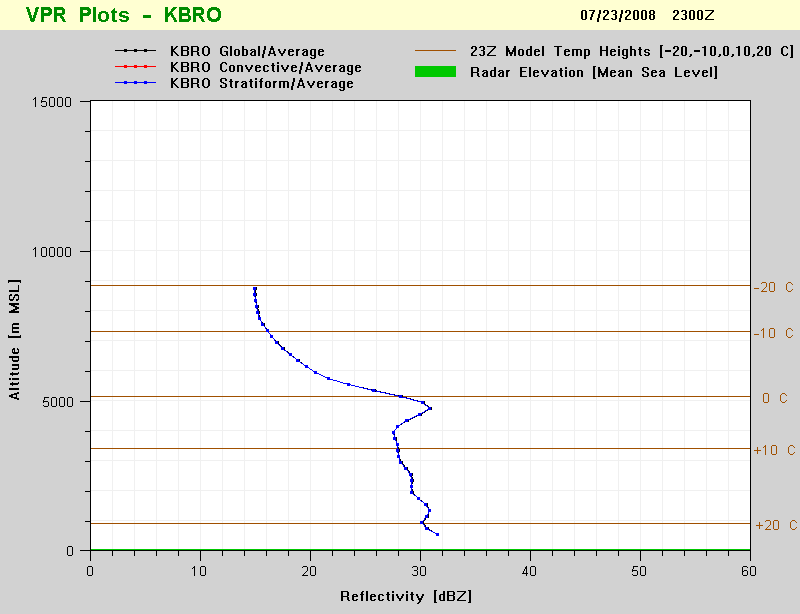 VPR Plots - KBRO
07/23/2008 2300Z
KBRO Global/Average
KBRO Convective/Average
KBRO Stratiform/Average
23Z Model Temp Heights [-20,-10,0,10,20 C]
Radar Elevation [Mean Sea Level]
15000
10000
5000
0
Altitude [m MSL]
-20 C
-10 C
0 C
+10 C
+20 C
0 10 20 30 40 50 60
Reflectivity [dBZ]